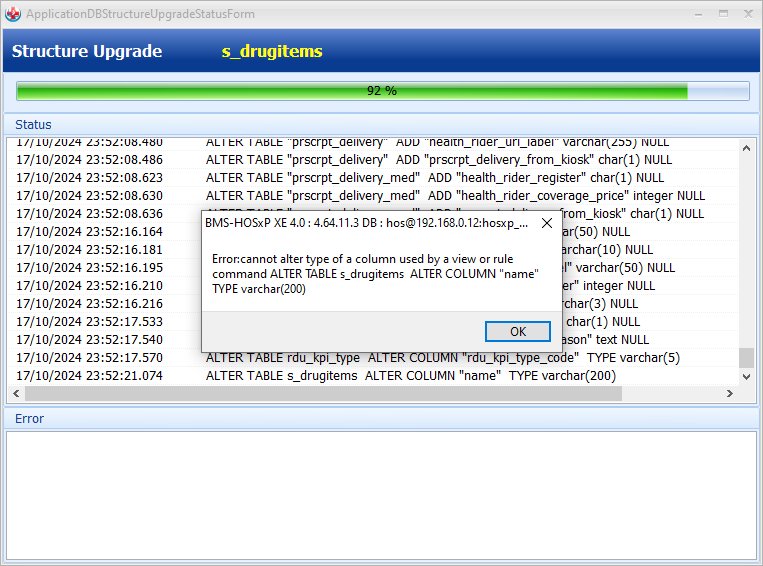 ApplicationDBStructureUpgradeStatusForm
Structure Upgrade s_drugitems
92 %
Status
17/10/2024 23:52:08.480 ALTER TABLE "prscrpt_delivery" ADD "health_rider_url_label" varchar(255) NULL
17/10/2024 23:52:08.486 ALTER TABLE "prscrpt_delivery" ADD "prscrpt_delivery_from_kiosk" char(1) NULL
17/10/2024 23:52:08.623 ALTER TABLE "prscrpt_delivery_med" ADD "health_rider_register" char(1) NULL
17/10/2024 23:52:08.630 ALTER TABLE "prscrpt_delivery_med" ADD "health_rider_coverage_price" integer NULL
17/10/2024 23:52:08.636 from_kiosk" char(1) NULL
17/10/2024 23:52:16.164 (50) NULL
17/10/2024 23:52:16.181 archar(10) NULL
17/10/2024 23:52:16.195 el" varchar(50) NULL
17/10/2024 23:52:16.210 er" integer NULL
17/10/2024 23:52:16.216 rchar(3) NULL
17/10/2024 23:52:17.533 char(1) NULL
17/10/2024 23:52:17.540 ason" text NULL
17/10/2024 23:52:17.570 ALTER TABLE rdu_kpi_type ALTER COLUMN "rdu_kpi_type_code" TYPE varchar(5)
17/10/2024 23:52:21.074 ALTER TABLE s_drugitems ALTER COLUMN "name" TYPE varchar(200)
BMS-HOSxP XE 4.0 : 4.64.11.3 DB : hos@192.168.0.12:hosxp_...
Error:cannot alter type of a column used by a view or rule
command ALTER TABLE s_drugitems ALTER COLUMN "name"
TYPE varchar(200)
OK
Error